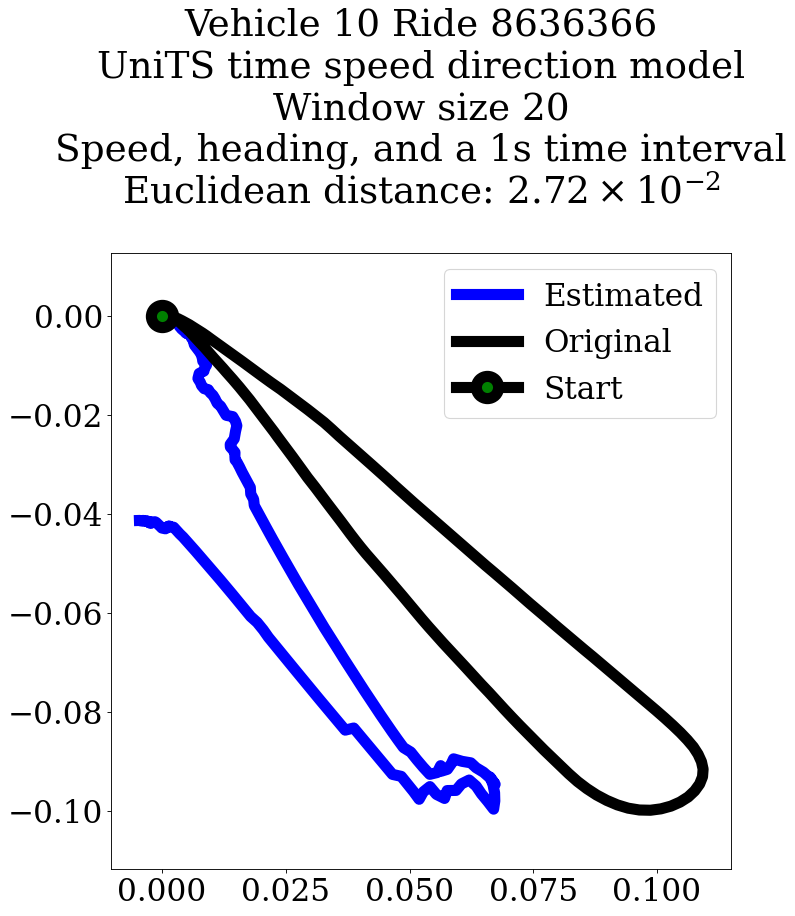 Vehicle 10 Ride 8636366
UniTS time speed direction model
Window size 20
Speed, heading, and a 1s time interval
Euclidean distance: 2.72 × 10⁻²
Estimated
Original
Start
0.00
−0.02
−0.04
−0.06
−0.08
−0.10
0.000 0.025 0.050 0.075 0.100